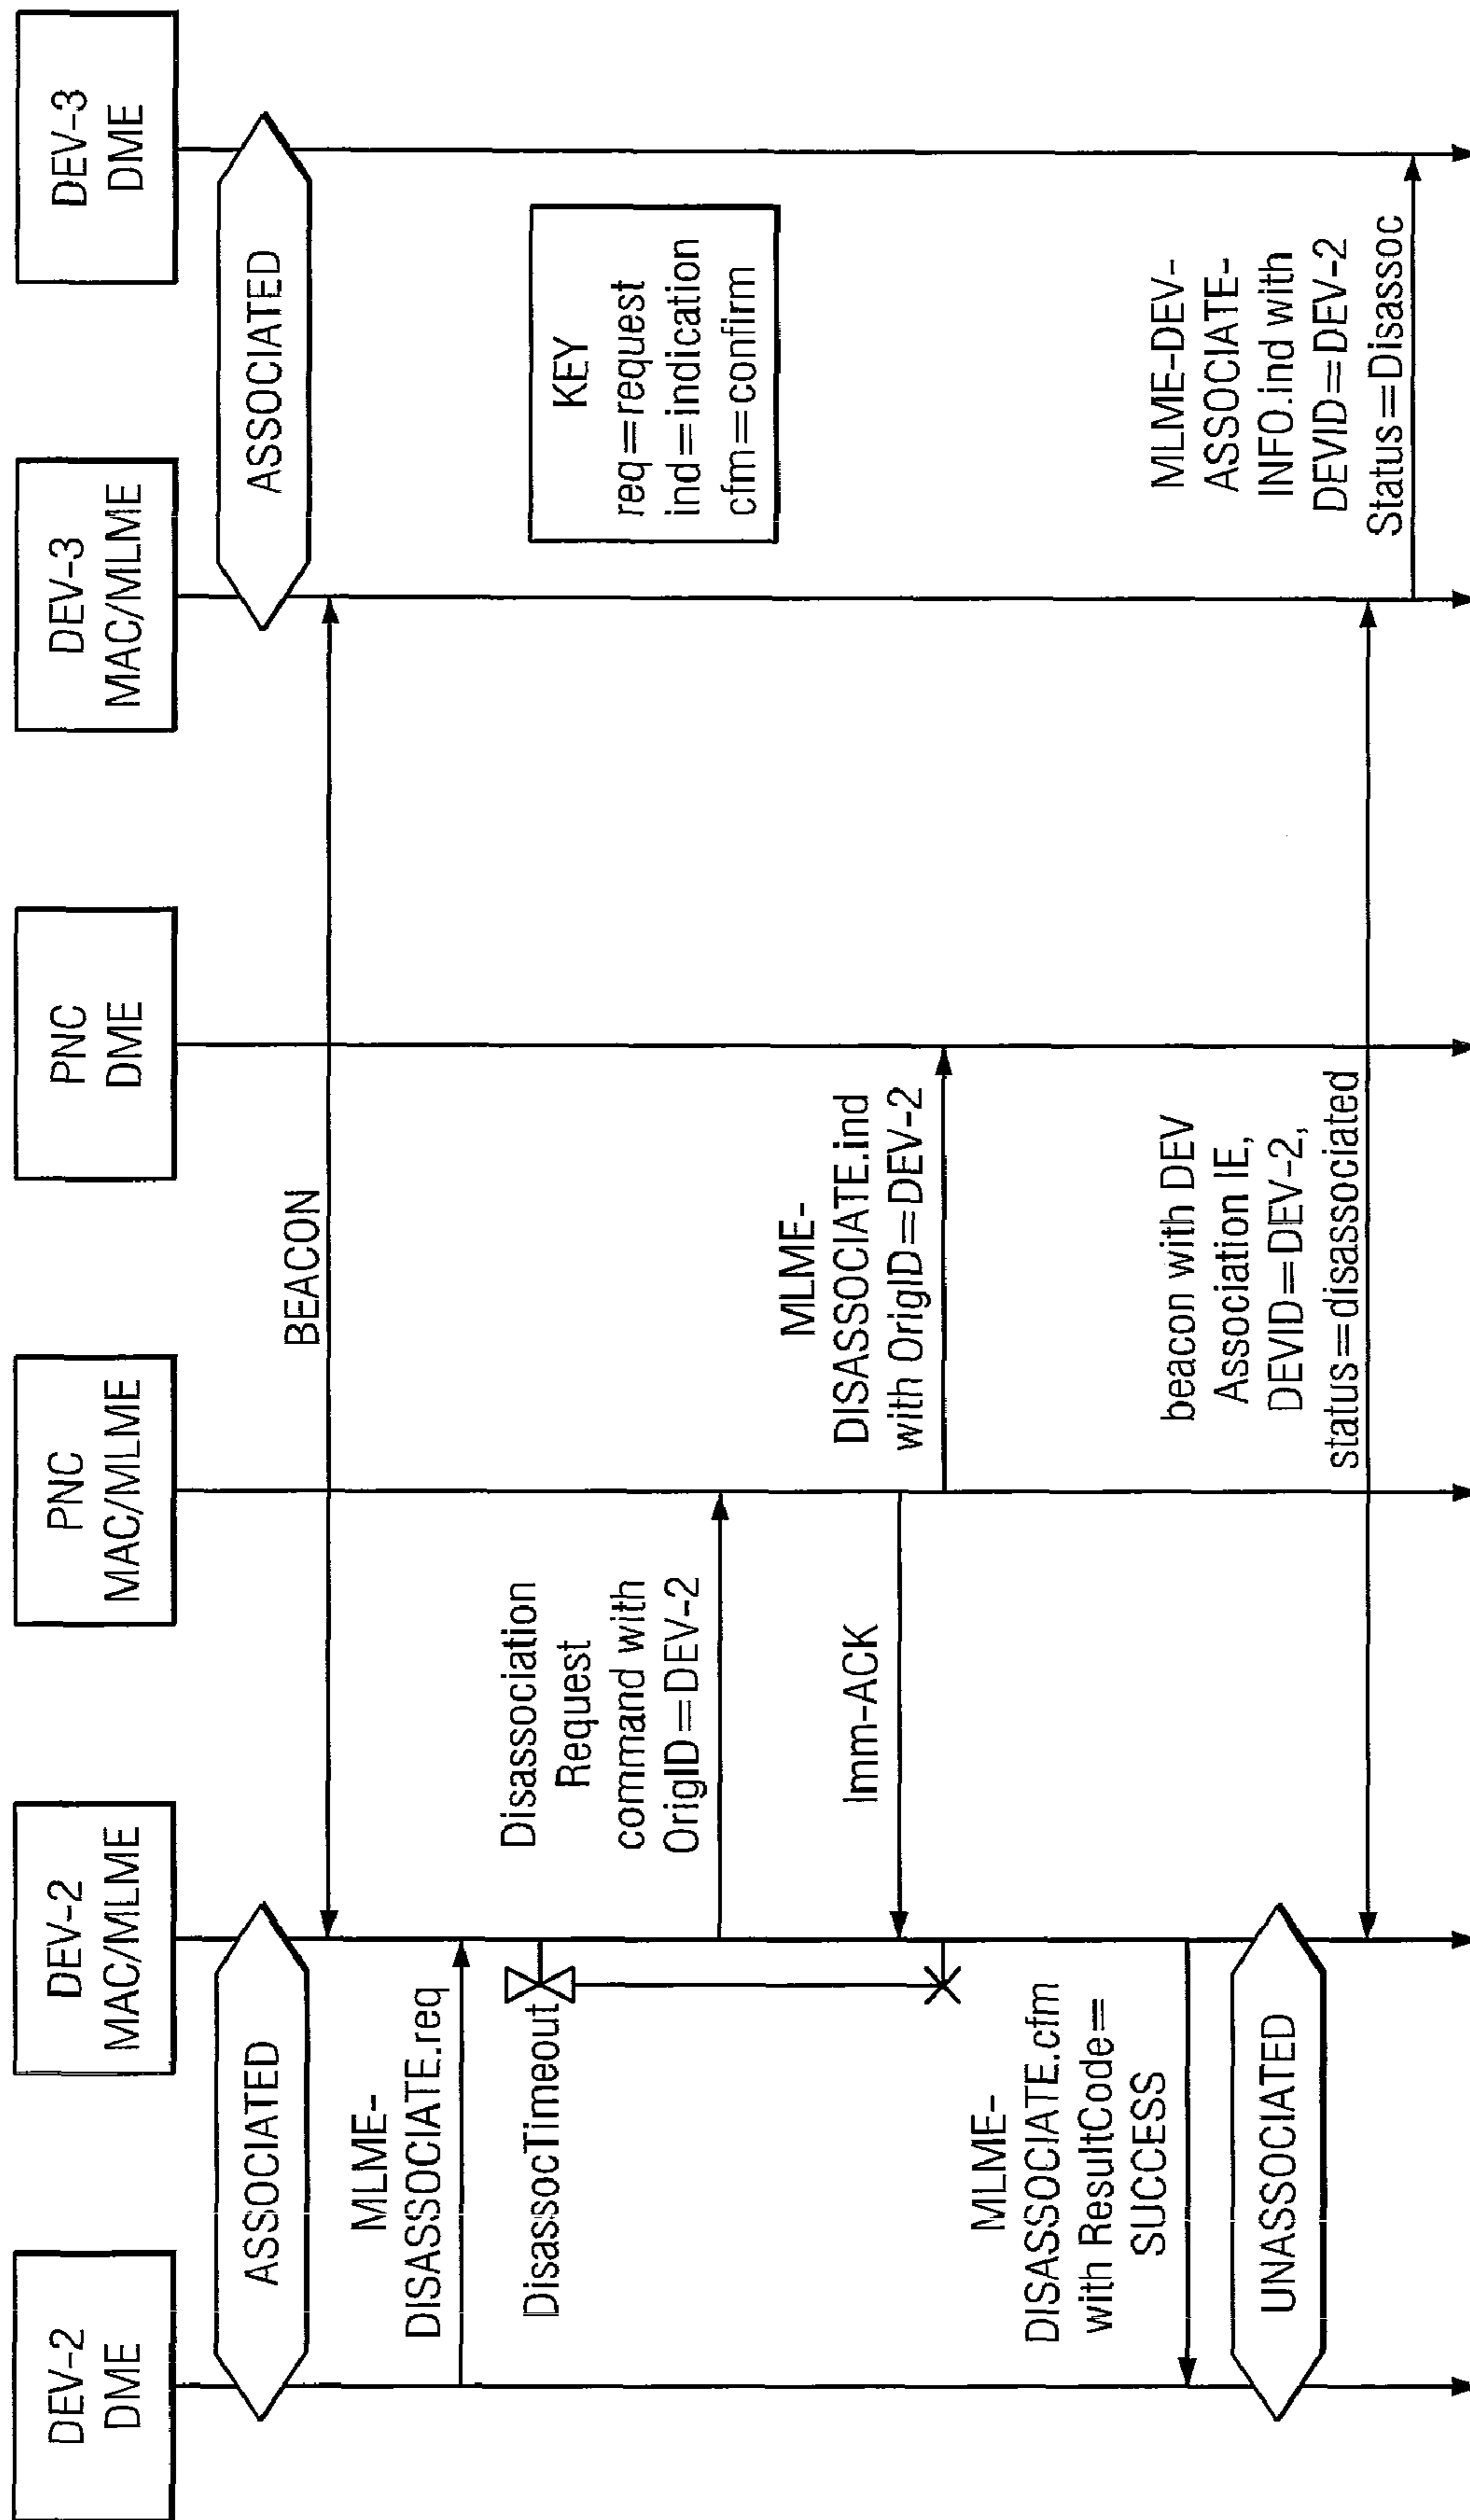 DEV-2
DME
DEV-2
MAC/MLME
PNC
MAC/MLME
PNC
DME
DEV-3
MAC/MLME
DEV-3
DME
ASSOCIATED
ASSOCIATED
BEACON
MLME-
DISASSOCIATE.req
DisassocTimeout
Disassociation
Request
command with
OrigID=DEV-2
KEY
req=request
ind=indication
cfm=confirm
Imm-ACK
MLME-
DISASSOCIATE.ind
with OrigID=DEV-2
MLME-
DISASSOCIATE.cfm
with ResultCode=
SUCCESS
UNASSOCIATED
beacon with DEV
Association IE,
DEVID=DEV-2,
status=disassociated
MLME-DEV-
ASSOCIATE-
INFO.ind with
DEVID=DEV-2
Status=Disassoc